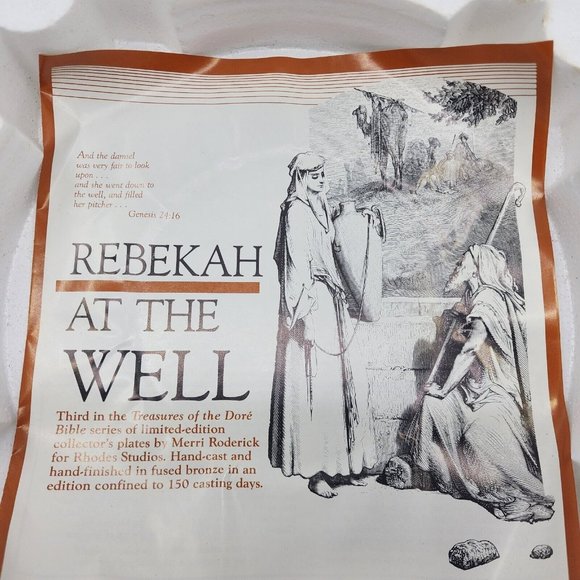 And the damsel
was very fair to look
upon . . .
and she went down to
the well, and filled
her pitcher . . .
Genesis 24:16
REBEKAH
AT THE
WELL
Third in the Treasures of the Doré
Bible series of limited-edition
collector's plates by Merri Roderick
for Rhodes Studios. Hand-cast and
hand-finished in fused bronze in an
edition confined to 150 casting days.